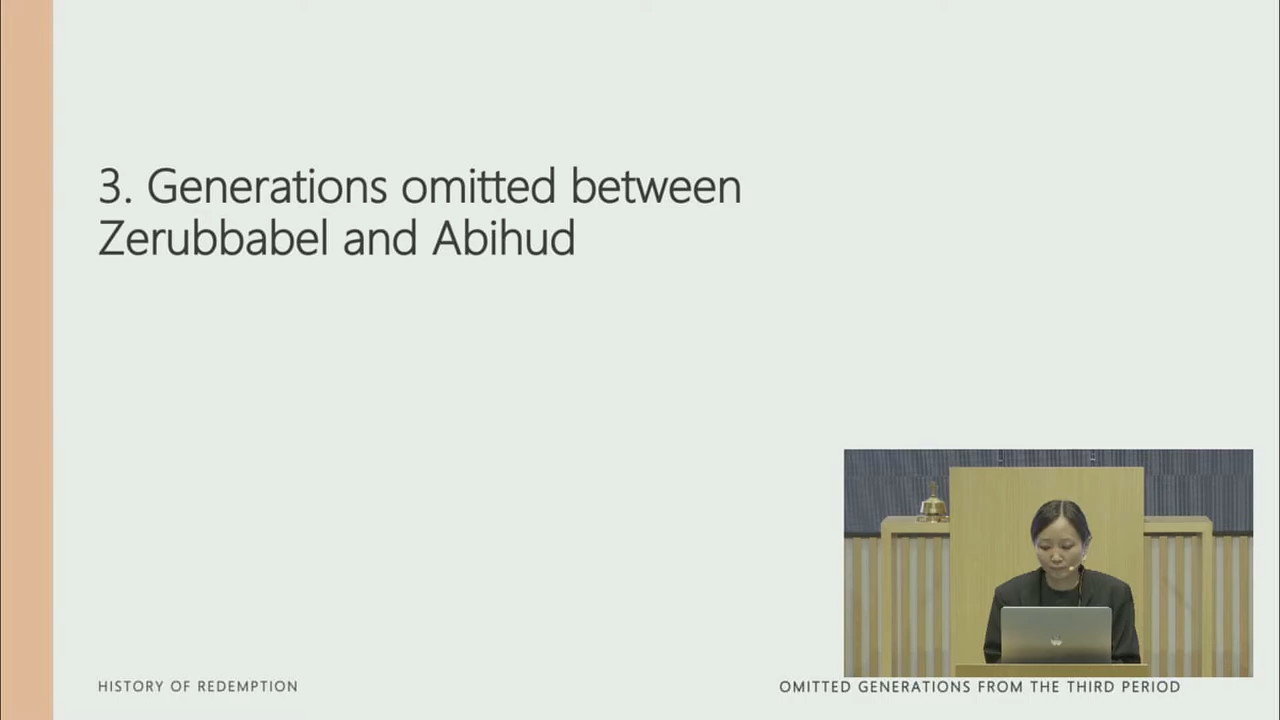 3. Generations omitted between
Zerubbabel and Abihud
HISTORY OF REDEMPTION
OMITTED GENERATIONS FROM THE THIRD PERIOD